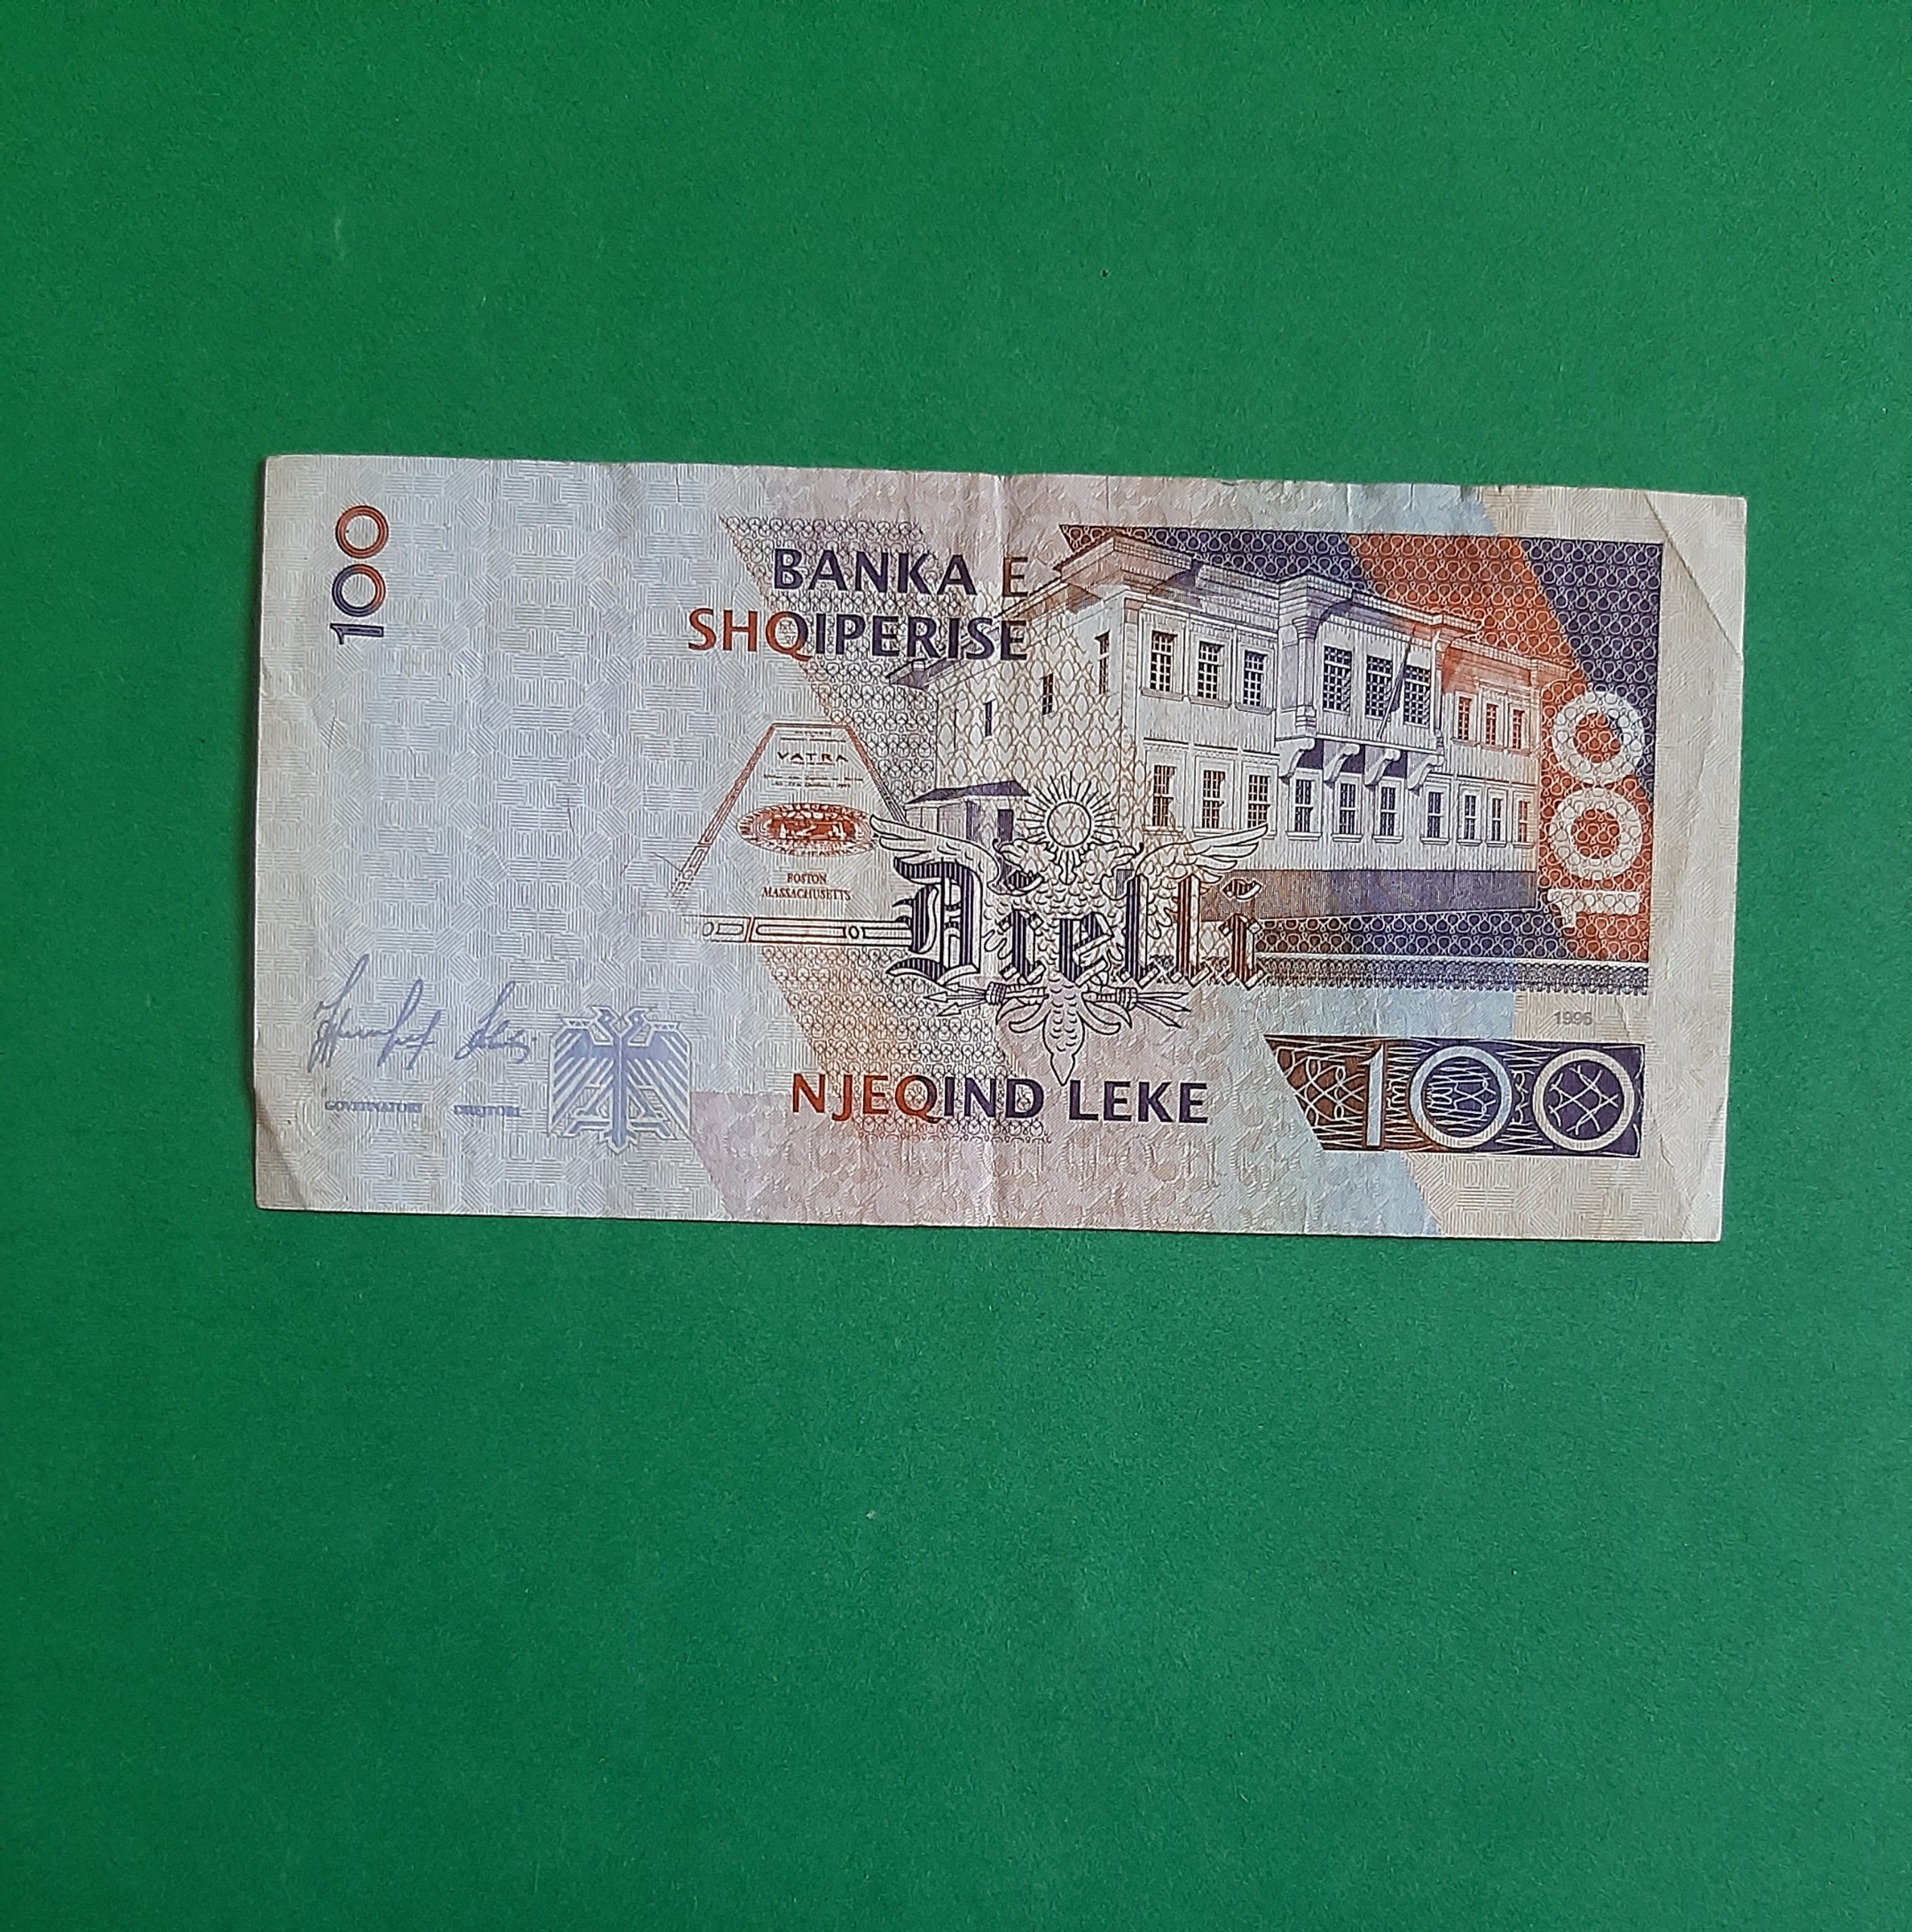 100
BANKA E
SHQIPERISE
VATRA
BOSTON
MASSACHUSETTS
Dielli
100
1996
GOVERNATORI DREJTORI
NJEQIND LEKE
100